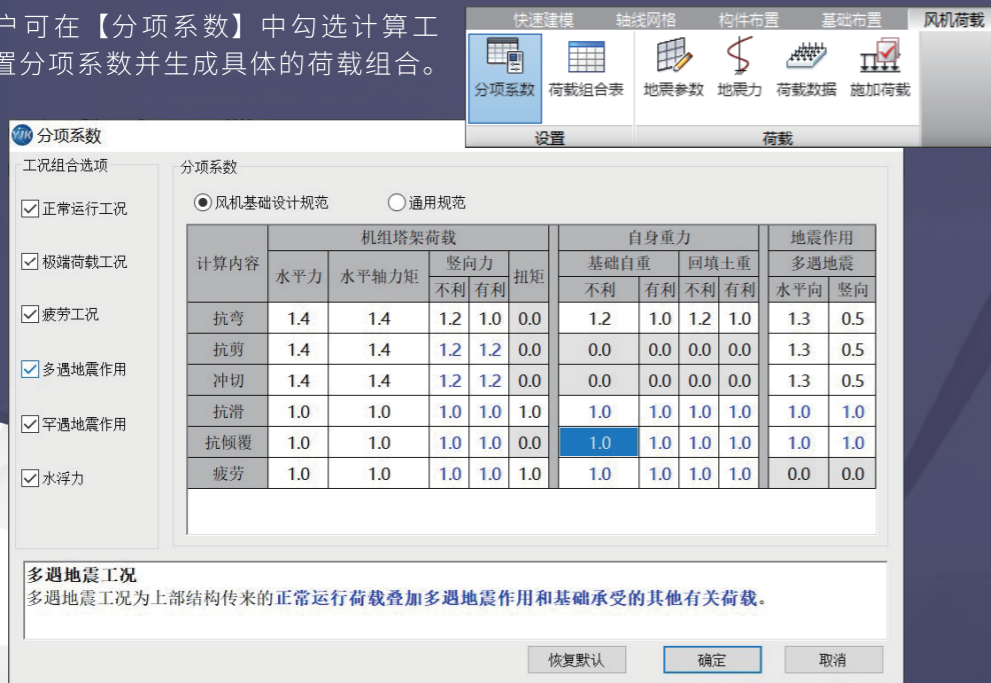 户可在【分项系数】中勾选计算工
置分项系数并生成具体的荷载组合。
快速建模 轴线网格 构件布置 基础布置 风机荷载
分项系数 荷载组合表 地震参数 地震力 荷载数据 施加荷载
设置 荷载
YJK 分项系数
工况组合选项
正常运行工况
极端荷载工况
疲劳工况
多遇地震作用
罕遇地震作用
水浮力
分项系数
风机基础设计规范 通用规范
计算内容 机组塔架荷载 自身重力 地震作用
水平力 水平轴力矩 竖向力 扭矩 基础自重 回填土重 多遇地震
不利 有利 不利 有利 不利 有利 水平向 竖向
抗弯 1.4 1.4 1.2 1.0 0.0 1.2 1.0 1.2 1.0 1.3 0.5
抗剪 1.4 1.4 1.2 1.2 0.0 0.0 0.0 0.0 0.0 1.3 0.5
冲切 1.4 1.4 1.2 1.2 0.0 0.0 0.0 0.0 0.0 1.3 0.5
抗滑 1.0 1.0 1.0 1.0 1.0 1.0 1.0 1.0 1.0 1.0 1.0
抗倾覆 1.0 1.0 1.0 1.0 0.0 1.0 1.0 1.0 1.0 1.0 1.0
疲劳 1.0 1.0 1.0 1.0 1.0 1.0 1.0 1.0 1.0 0.0 0.0
多遇地震工况
多遇地震工况为上部结构传来的正常运行荷载叠加多遇地震作用和基础承受的其他有关荷载。
恢复默认 确定 取消